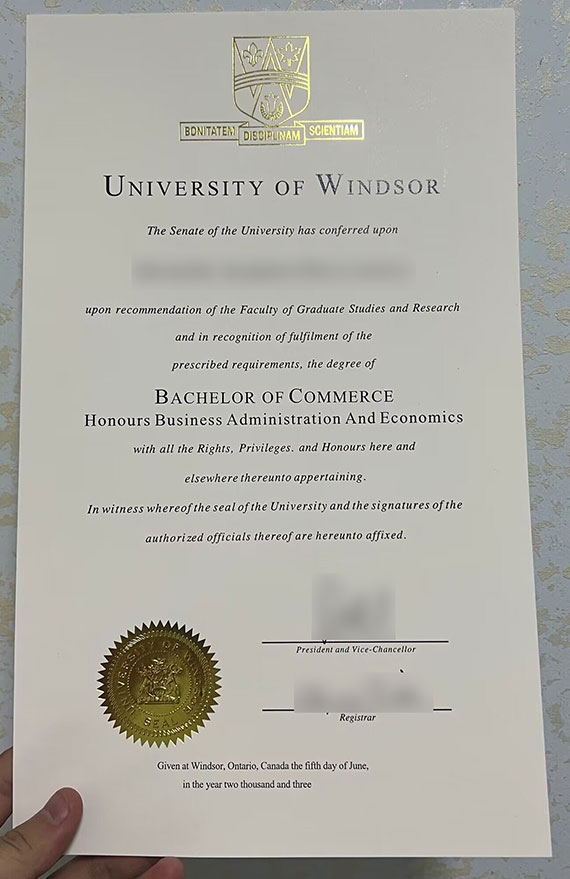 BONITATEM DISCIPLINAM SCIENTIAM
UNIVERSITY OF WINDSOR
The Senate of the University has conferred upon
upon recommendation of the Faculty of Graduate Studies and Research
and in recognition of fulfilment of the
prescribed requirements, the degree of
BACHELOR OF COMMERCE
Honours Business Administration And Economics
with all the Rights, Privileges. and Honours here and
elsewhere thereunto appertaining.
In witness whereof the seal of the University and the signatures of the
authorized officials thereof are hereunto affixed.
President and Vice-Chancellor
Registrar
UNIVERSITY OF
SEAL
Given at Windsor, Ontario, Canada the fifth day of June,
in the year two thousand and three